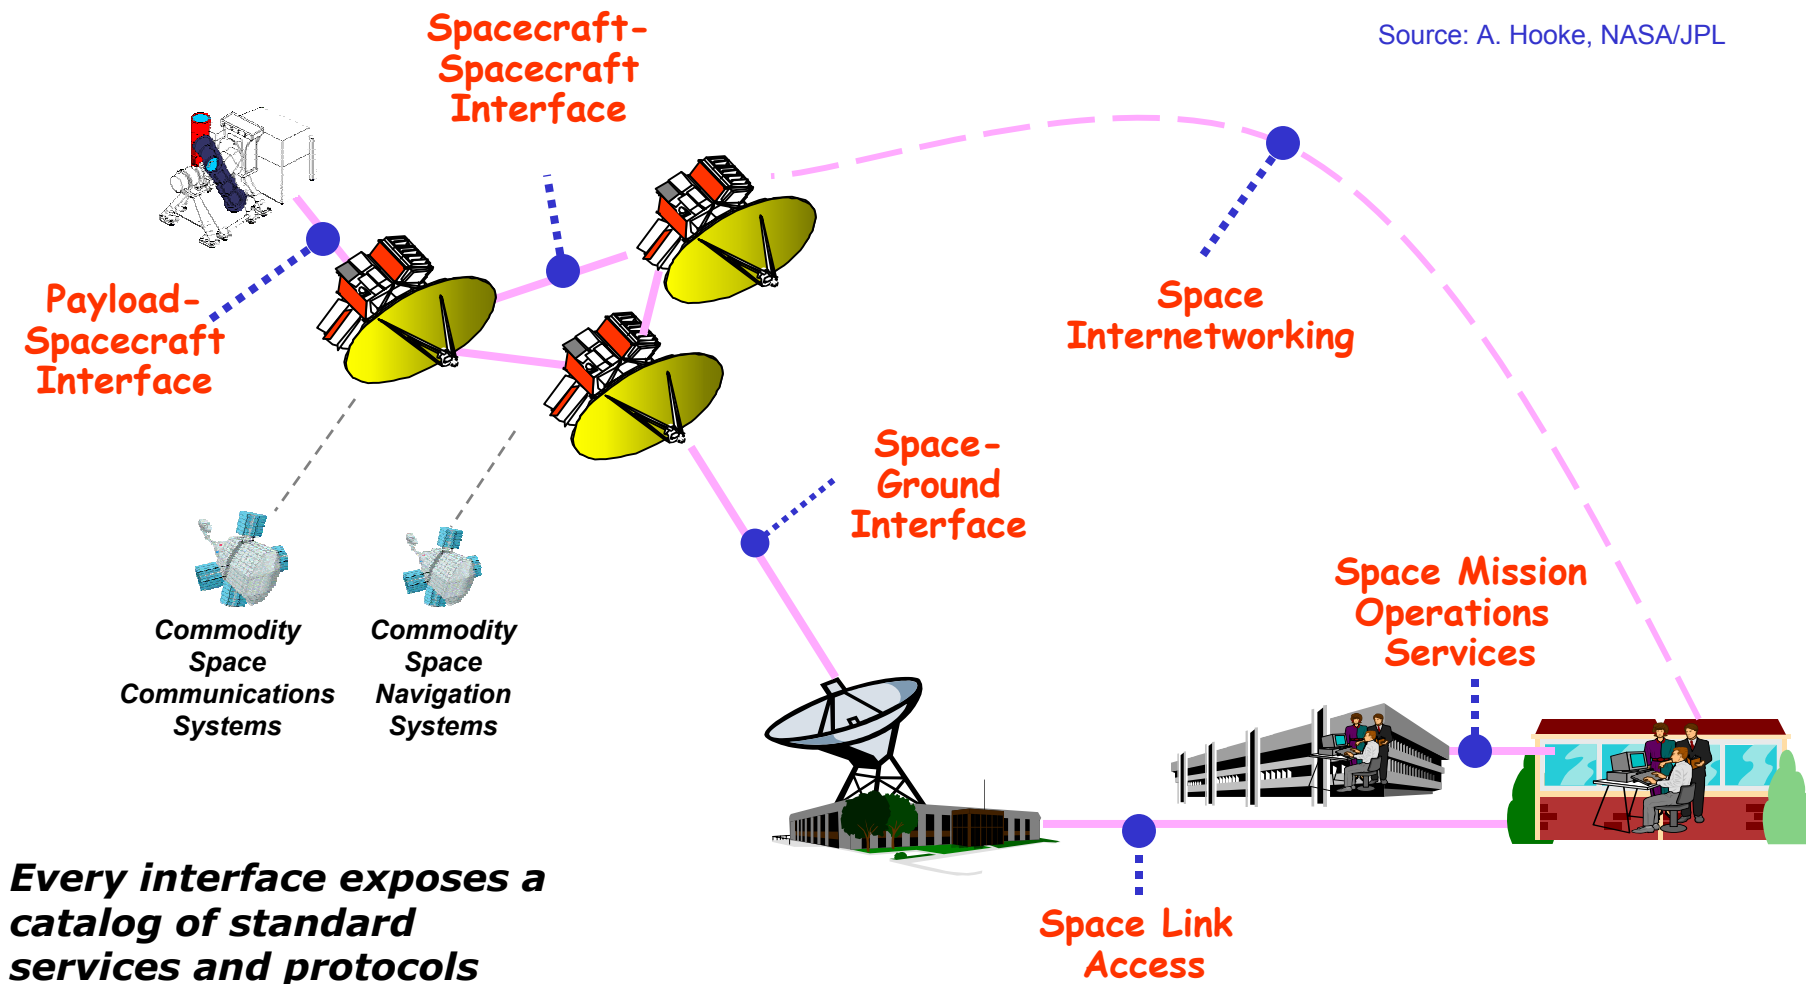 Source: A. Hooke, NASA/JPL
Spacecraft-
Spacecraft
Interface
Payload-
Spacecraft
Interface
Space
Internetworking
Space-
Ground
Interface
Space Mission
Operations
Services
Commodity
Space
Communications
Systems
Commodity
Space
Navigation
Systems
Space Link
Access
Every interface exposes a
catalog of standard
services and protocols